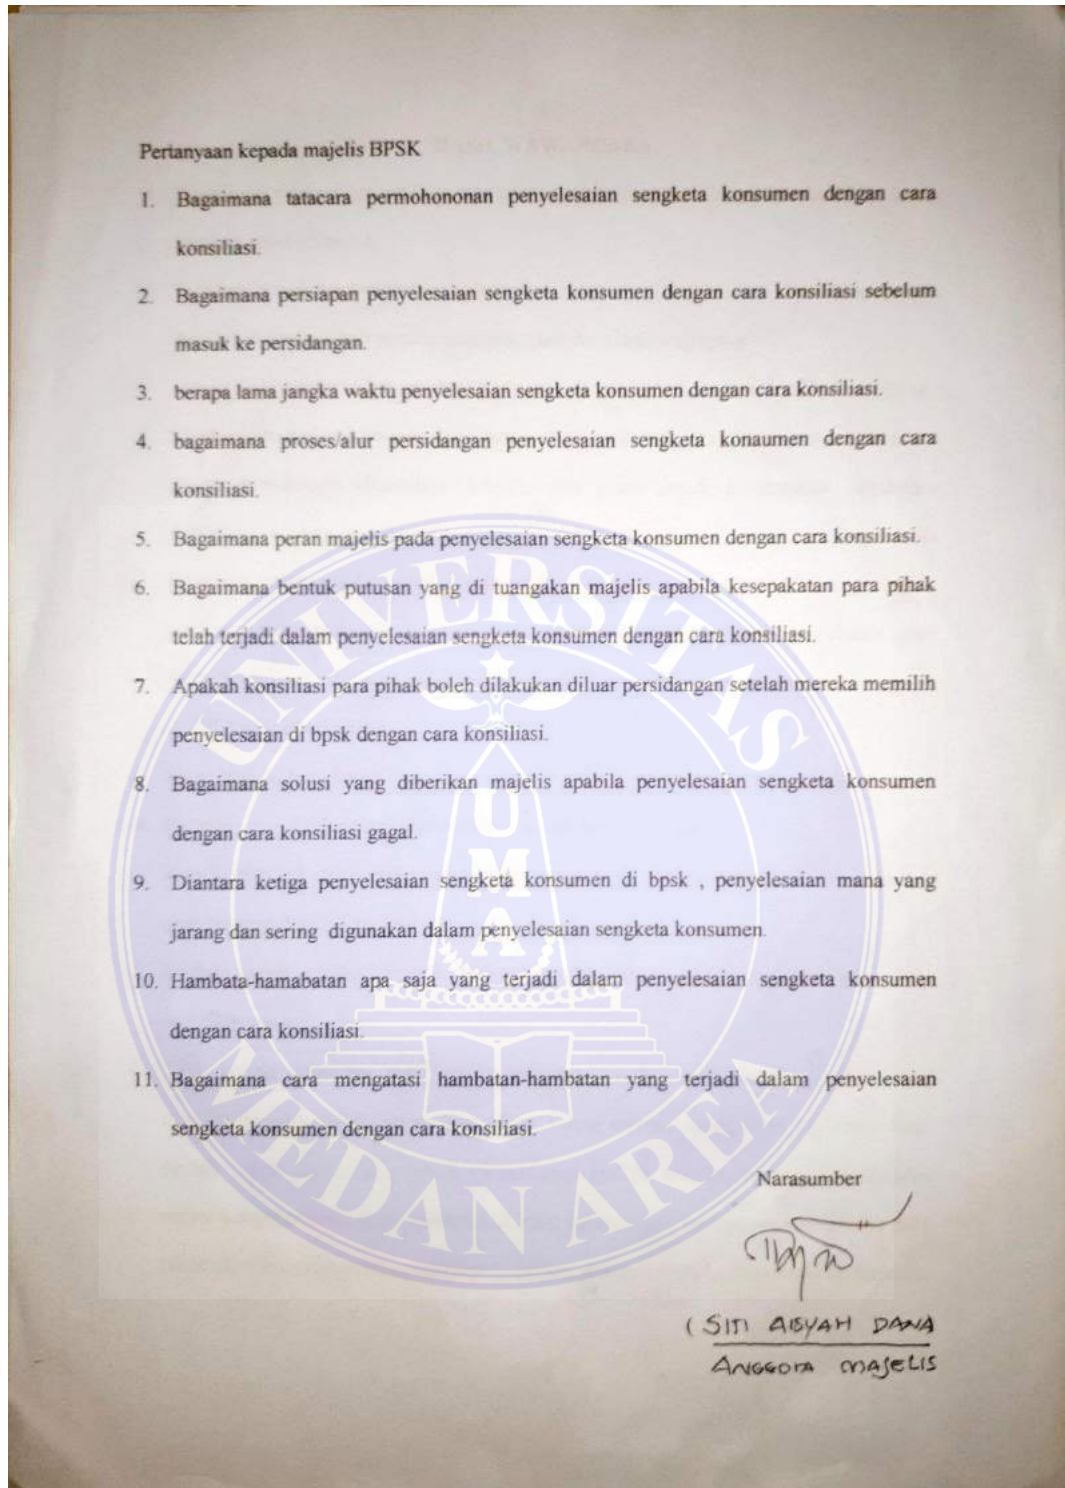 Pertanyaan kepada majelis BPSK
1. Bagaimana tatacara permohononan penyelesaian sengketa konsumen dengan cara
konsiliasi.
2. Bagaimana persiapan penyelesaian sengketa konsumen dengan cara konsiliasi sebelum
masuk ke persidangan.
3. berapa lama jangka waktu penyelesaian sengketa konsumen dengan cara konsiliasi.
4. bagaimana proses/alur persidangan penyelesaian sengketa konaumen dengan cara
konsiliasi.
5. Bagaimana peran majelis pada penyelesaian sengketa konsumen dengan cara konsiliasi.
6. Bagaimana bentuk putusan yang di tuangakan majelis apabila kesepakatan para pihak
telah terjadi dalam penyelesaian sengketa konsumen dengan cara konsiliasi.
7. Apakah konsiliasi para pihak boleh dilakukan diluar persidangan setelah mereka memilih
penyelesaian di bpsk dengan cara konsiliasi.
8. Bagaimana solusi yang diberikan majelis apabila penyelesaian sengketa konsumen
dengan cara konsiliasi gagal.
9. Diantara ketiga penyelesaian sengketa konsumen di bpsk , penyelesaian mana yang
jarang dan sering digunakan dalam penyelesaian sengketa konsumen.
10. Hambata-hamabatan apa saja yang terjadi dalam penyelesaian sengketa konsumen
dengan cara konsiliasi.
11. Bagaimana cara mengatasi hambatan-hambatan yang terjadi dalam penyelesaian
sengketa konsumen dengan cara konsiliasi.
Narasumber
( SITI AISYAH DANA
ANGGOTA MAJELIS
UNIVERSITAS
UMA
MEDAN AREA